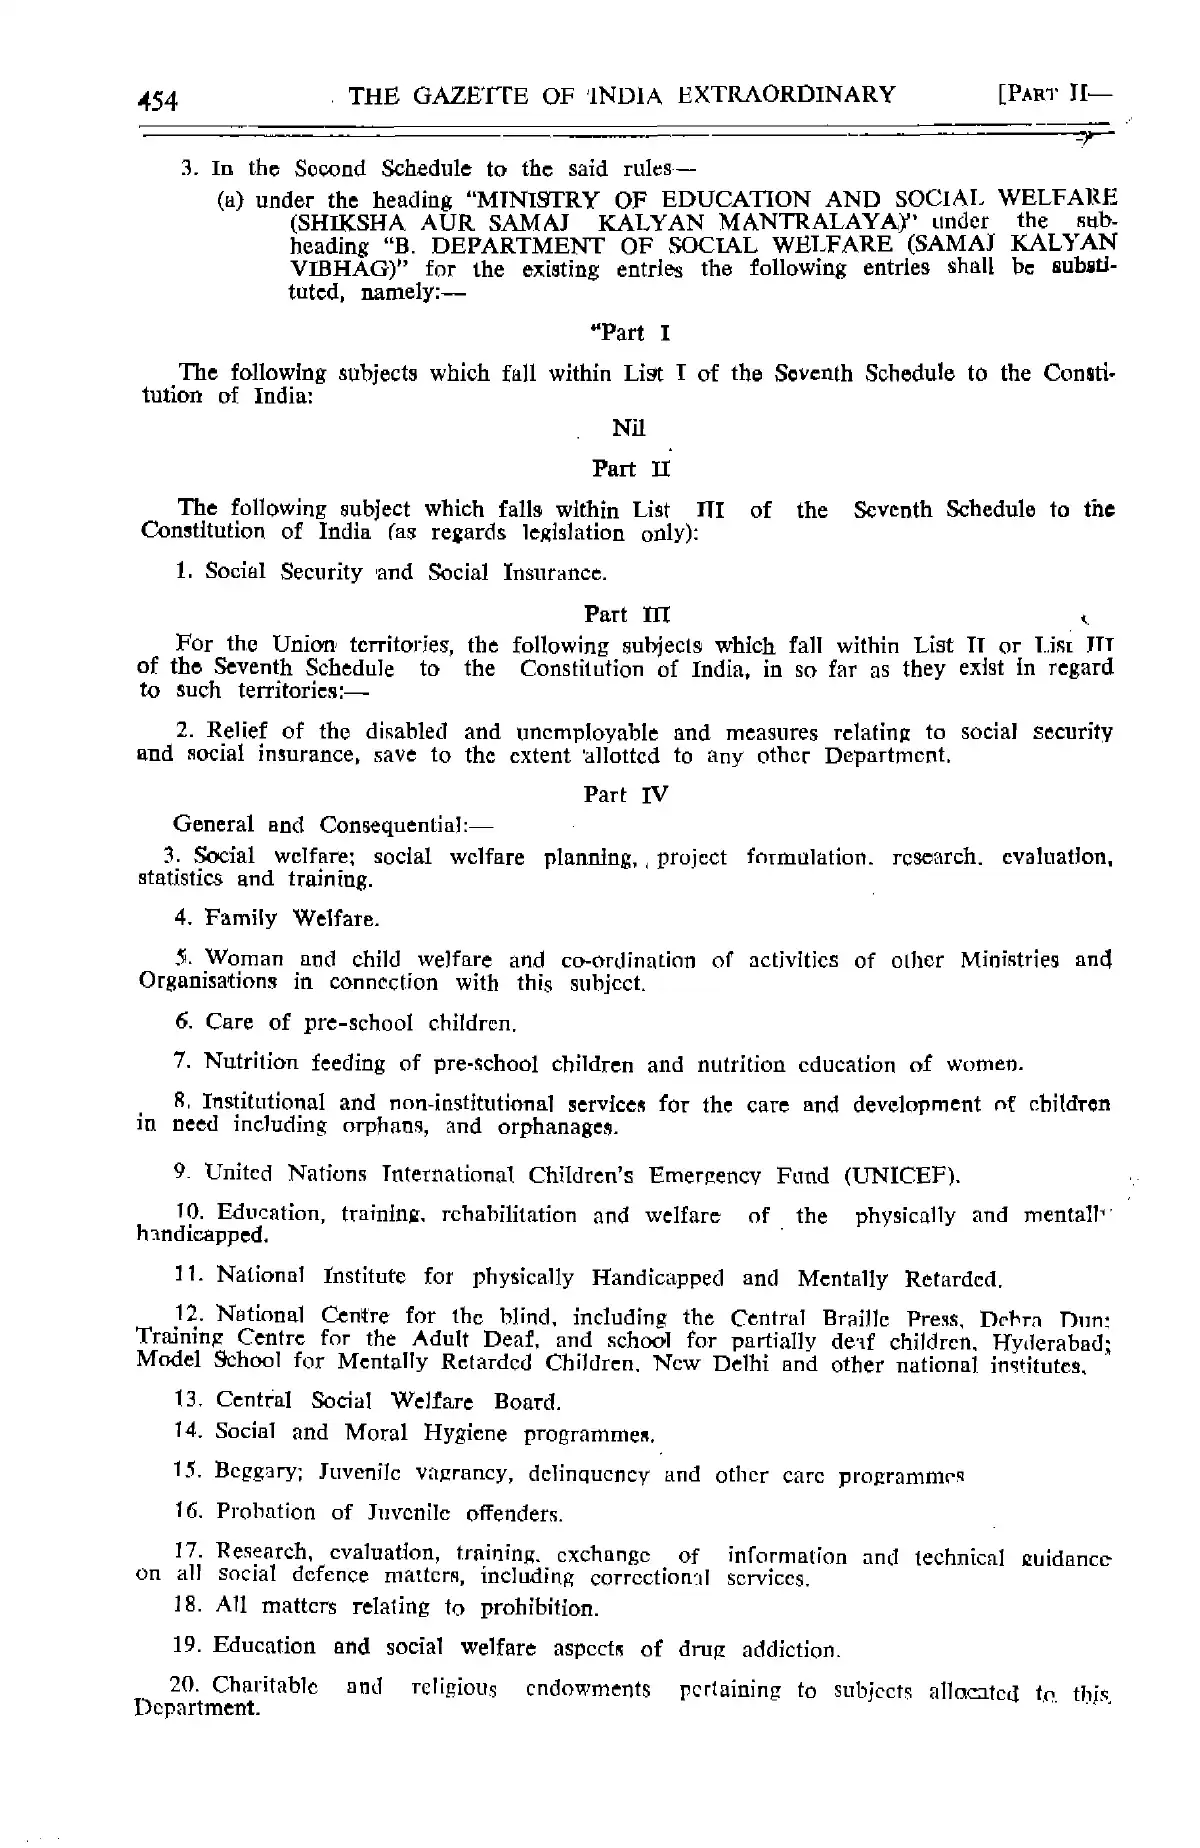 454 THE GAZETTE OF INDIA EXTRAORDINARY [PART II—
3. In the Second Schedule to the said rules—
(a) under the heading “MINISTRY OF EDUCATION AND SOCIAL WELFARE
(SHIKSHA AUR SAMAJ KALYAN MANTRALAYA)” under the sub-
heading “B. DEPARTMENT OF SOCIAL WELFARE (SAMAJ KALYAN
VIBHAG)” for the existing entries the following entries shall be substi-
tuted, namely:—
“Part I
The following subjects which fall within List I of the Seventh Schedule to the Consti-
tution of India:
Nil
Part II
The following subject which falls within List III of the Seventh Schedule to the
Constitution of India (as regards legislation only):
1. Social Security and Social Insurance.
Part III
For the Union territories, the following subjects which fall within List II or List III
of the Seventh Schedule to the Constitution of India, in so far as they exist in regard
to such territories:—
2. Relief of the disabled and unemployable and measures relating to social security
and social insurance, save to the extent allotted to any other Department.
Part IV
General and Consequential:—
3. Social welfare; social welfare planning, project formulation. research. evaluation,
statistics and training.
4. Family Welfare.
5. Woman and child welfare and co-ordination of activities of other Ministries and
Organisations in connection with this subject.
6. Care of pre-school children.
7. Nutrition feeding of pre-school children and nutrition education of women.
8. Institutional and non-institutional services for the care and development of children
in need including orphans, and orphanages.
9. United Nations International Children’s Emergency Fund (UNICEF).
10. Education, training, rehabilitation and welfare of the physically and mentally
handicapped.
11. National Institute for physically Handicapped and Mentally Retarded.
12. National Centre for the blind, including the Central Braille Press, Dehra Dun;
Training Centre for the Adult Deaf, and school for partially deaf children, Hyderabad;
Model School for Mentally Retarded Children, New Delhi and other national institutes.
13. Central Social Welfare Board.
14. Social and Moral Hygiene programmes.
15. Beggary; Juvenile vagrancy, delinquency and other care programmes
16. Probation of Juvenile offenders.
17. Research, evaluation, training, exchange of information and technical guidance
on all social defence matters, including correctional services.
18. All matters relating to prohibition.
19. Education and social welfare aspects of drug addiction.
20. Charitable and religious endowments pertaining to subjects allocated to this
Department.